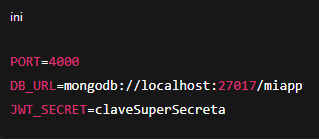 ini
PORT=4000
DB_URL=mongodb://localhost:27017/miapp
JWT_SECRET=claveSuperSecreta